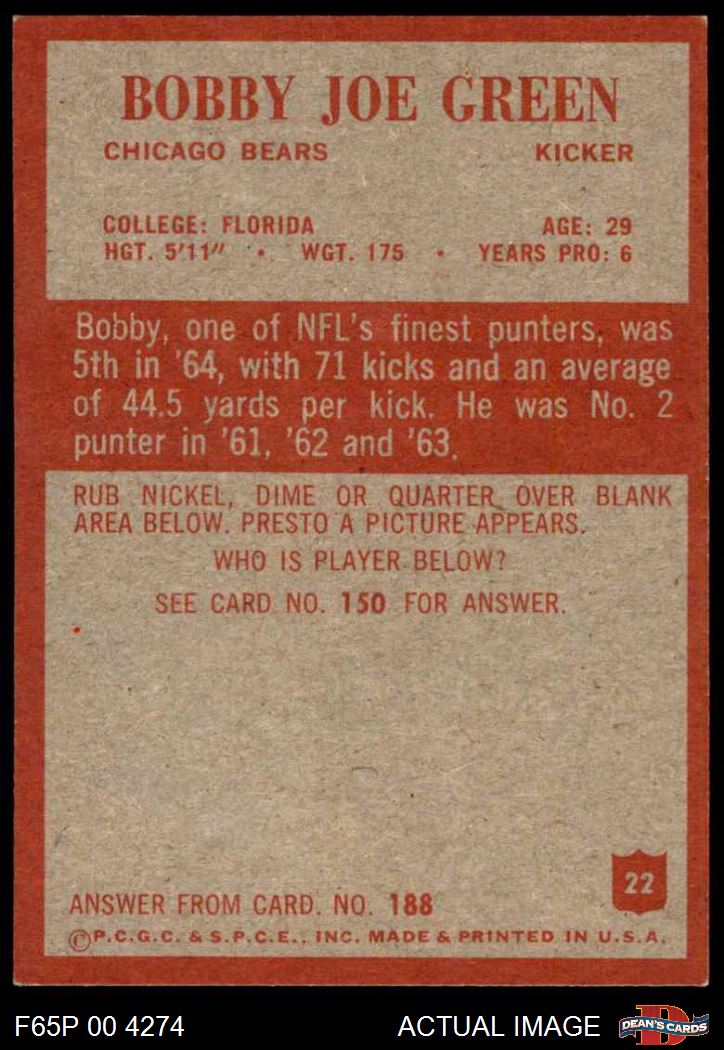 BOBBY JOE GREEN
CHICAGO BEARS KICKER
COLLEGE: FLORIDA AGE: 29
HGT. 5'11" • WGT. 175 • YEARS PRO: 6
Bobby, one of NFL's finest punters, was
5th in '64, with 71 kicks and an average
of 44.5 yards per kick. He was No. 2
punter in '61, '62 and '63.
RUB NICKEL, DIME OR QUARTER OVER BLANK
AREA BELOW. PRESTO A PICTURE APPEARS.
WHO IS PLAYER BELOW?
SEE CARD NO. 150 FOR ANSWER.
22
ANSWER FROM CARD. NO. 188
©P.C.G.C. & S.P.C.E., INC. MADE & PRINTED IN U.S.A.
F65P 00 4274 ACTUAL IMAGE
D
DEAN'S CARDS